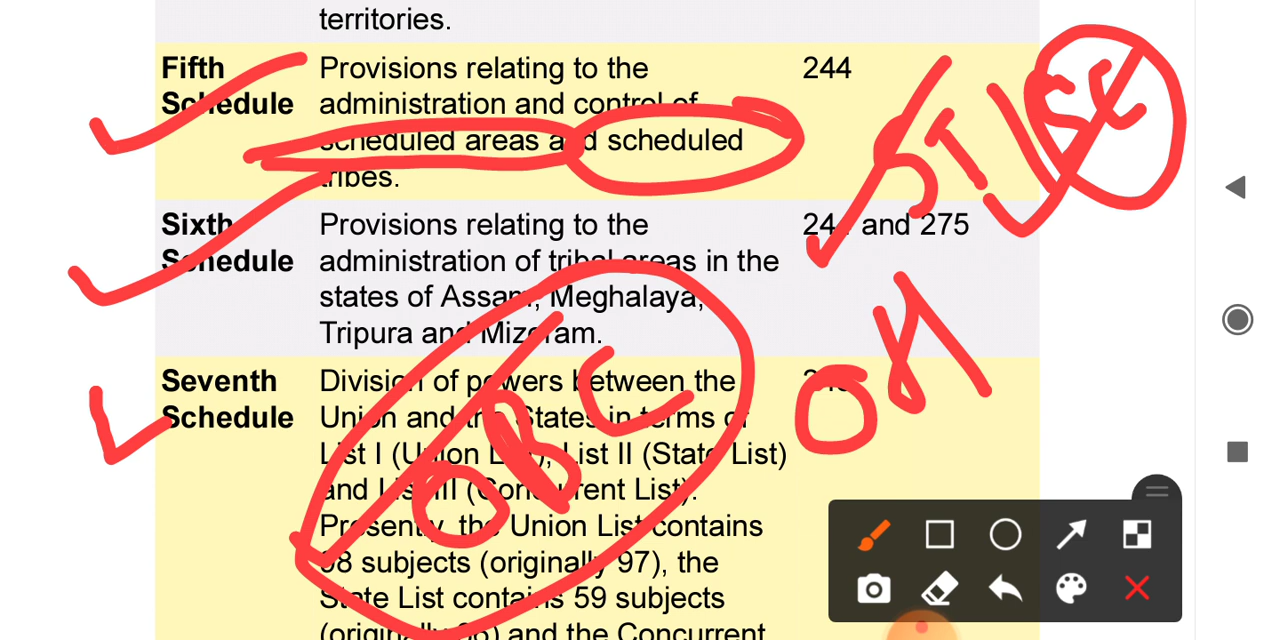 territories.
Fifth Schedule
Provisions relating to the
administration and control of
scheduled areas and scheduled
tribes.
244
Sixth Schedule
Provisions relating to the
administration of tribal areas in the
states of Assam, Meghalaya,
Tripura and Mizoram.
244 and 275
Seventh Schedule
Division of powers between the
Union and the States in terms of
List I (Union List), List II (State List)
and List III (Concurrent List).
Presently, the Union List contains
98 subjects (originally 97), the
State List contains 59 subjects
(originally 66) and the Concurrent
ST/SC
OBC